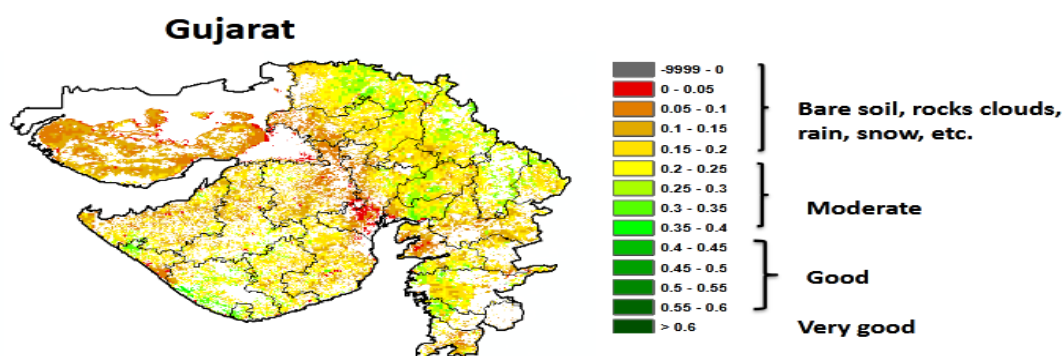 Gujarat
-9999 - 0
0 - 0.05
0.05 - 0.1
0.1 - 0.15
0.15 - 0.2
0.2 - 0.25
0.25 - 0.3
0.3 - 0.35
0.35 - 0.4
0.4 - 0.45
0.45 - 0.5
0.5 - 0.55
0.55 - 0.6
> 0.6
Bare soil, rocks clouds,
rain, snow, etc.
Moderate
Good
Very good